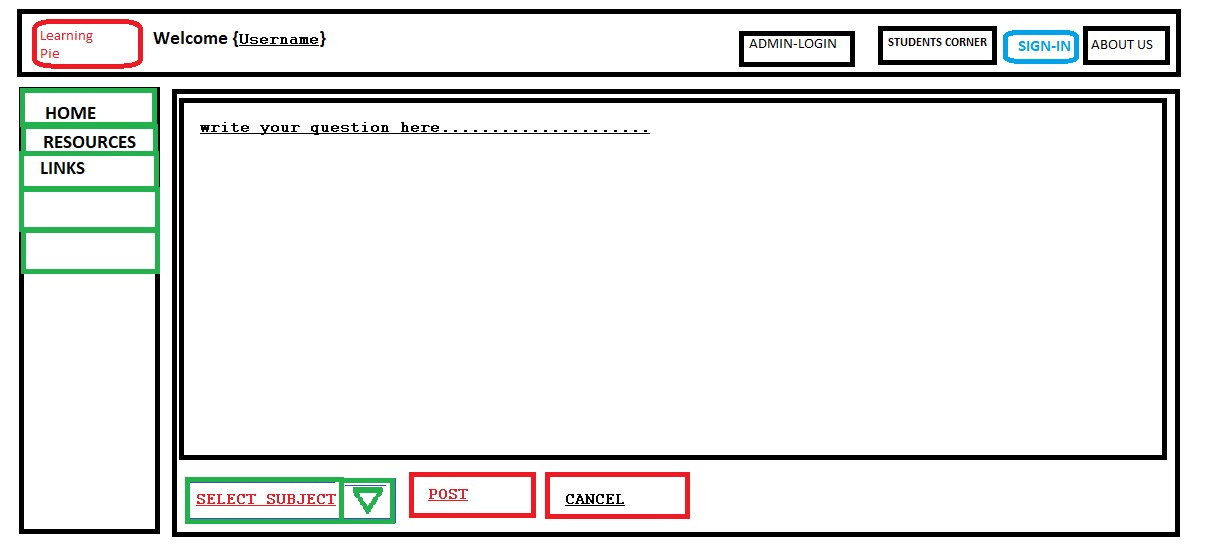 Learning
Pie
Welcome {Username}
ADMIN-LOGIN
STUDENTS CORNER
SIGN-IN
ABOUT US
HOME
RESOURCES
LINKS
write your question here.....................
SELECT SUBJECT
POST
CANCEL